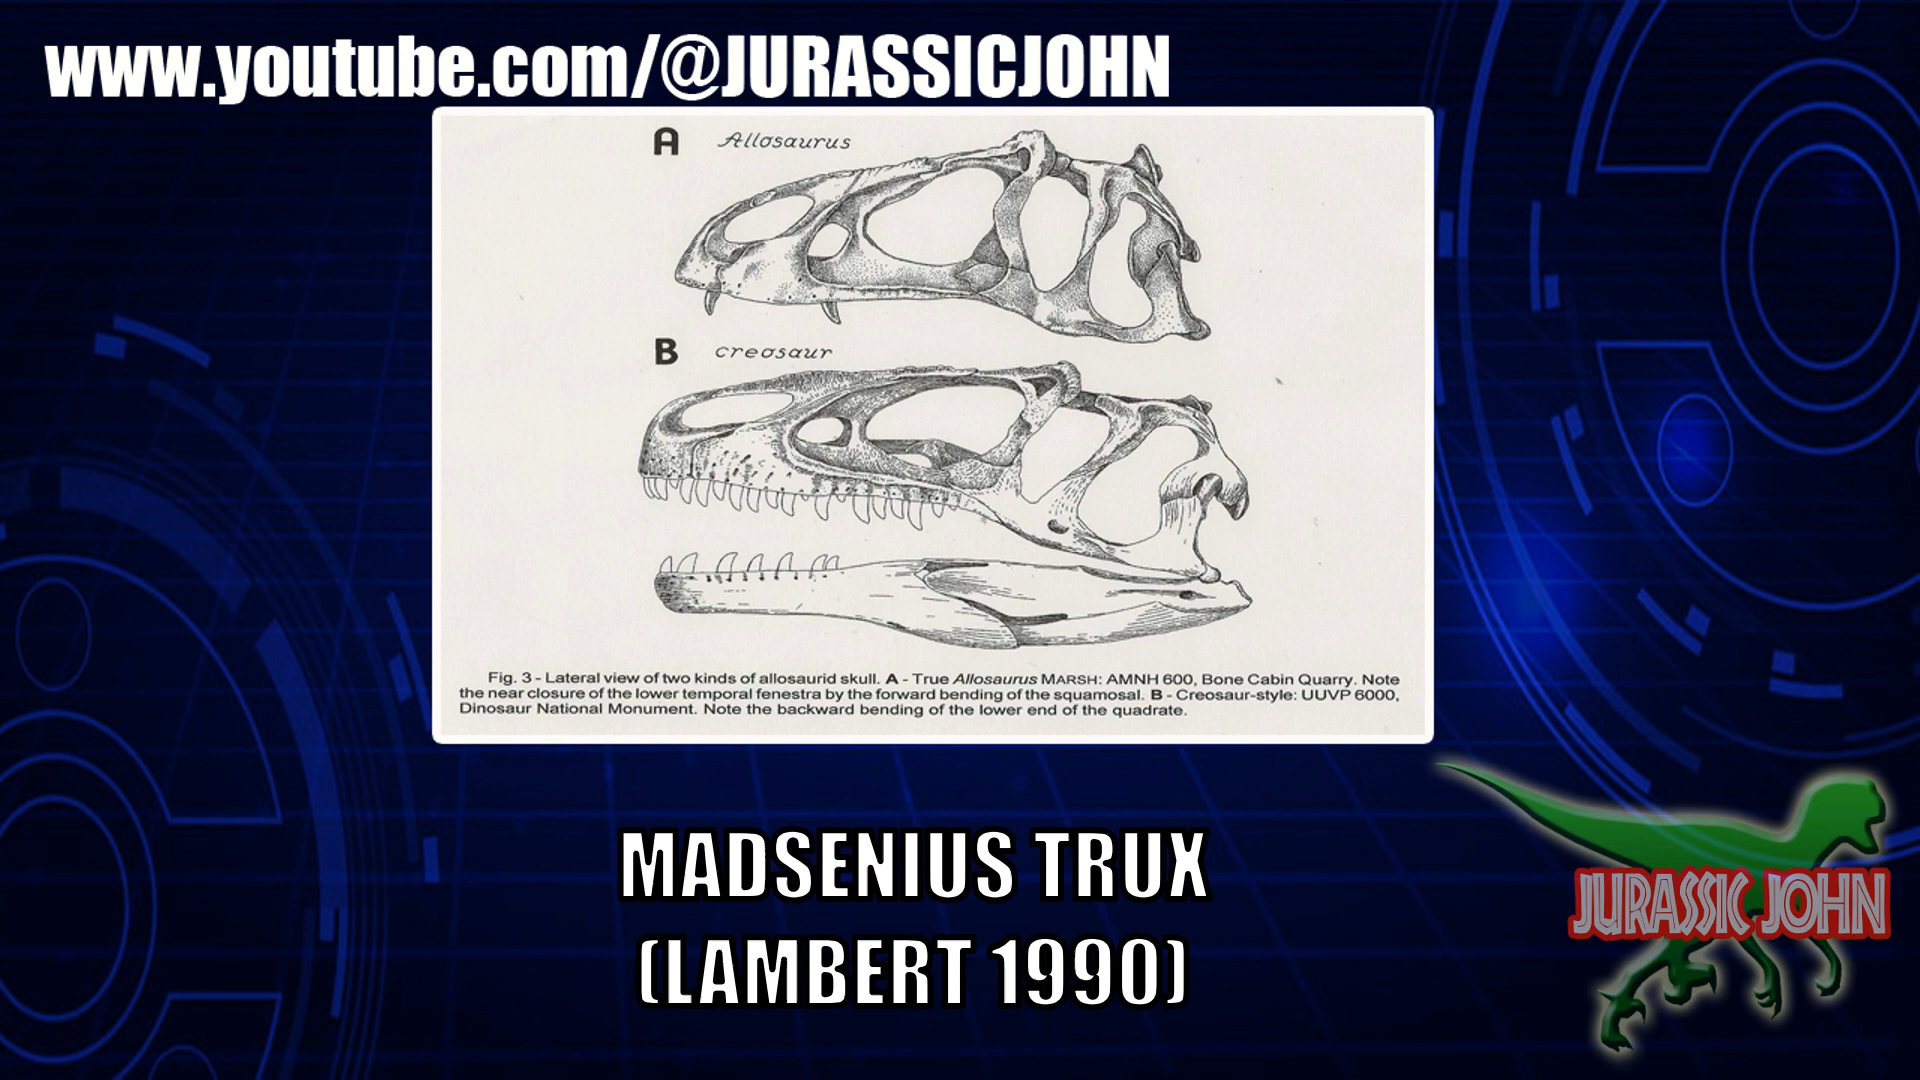 www.youtube.com/@JURASSICJOHN
A Allosaurus
B creosaur
Fig. 3 - Lateral view of two kinds of allosaurid skull. A - True Allosaurus MARSH: AMNH 600, Bone Cabin Quarry. Note
the near closure of the lower temporal fenestra by the forward bending of the squamosal. B - Creosaur-style: UUVP 6000,
Dinosaur National Monument. Note the backward bending of the lower end of the quadrate.
MADSENIUS TRUX
(LAMBERT 1990)
JURASSIC JOHN